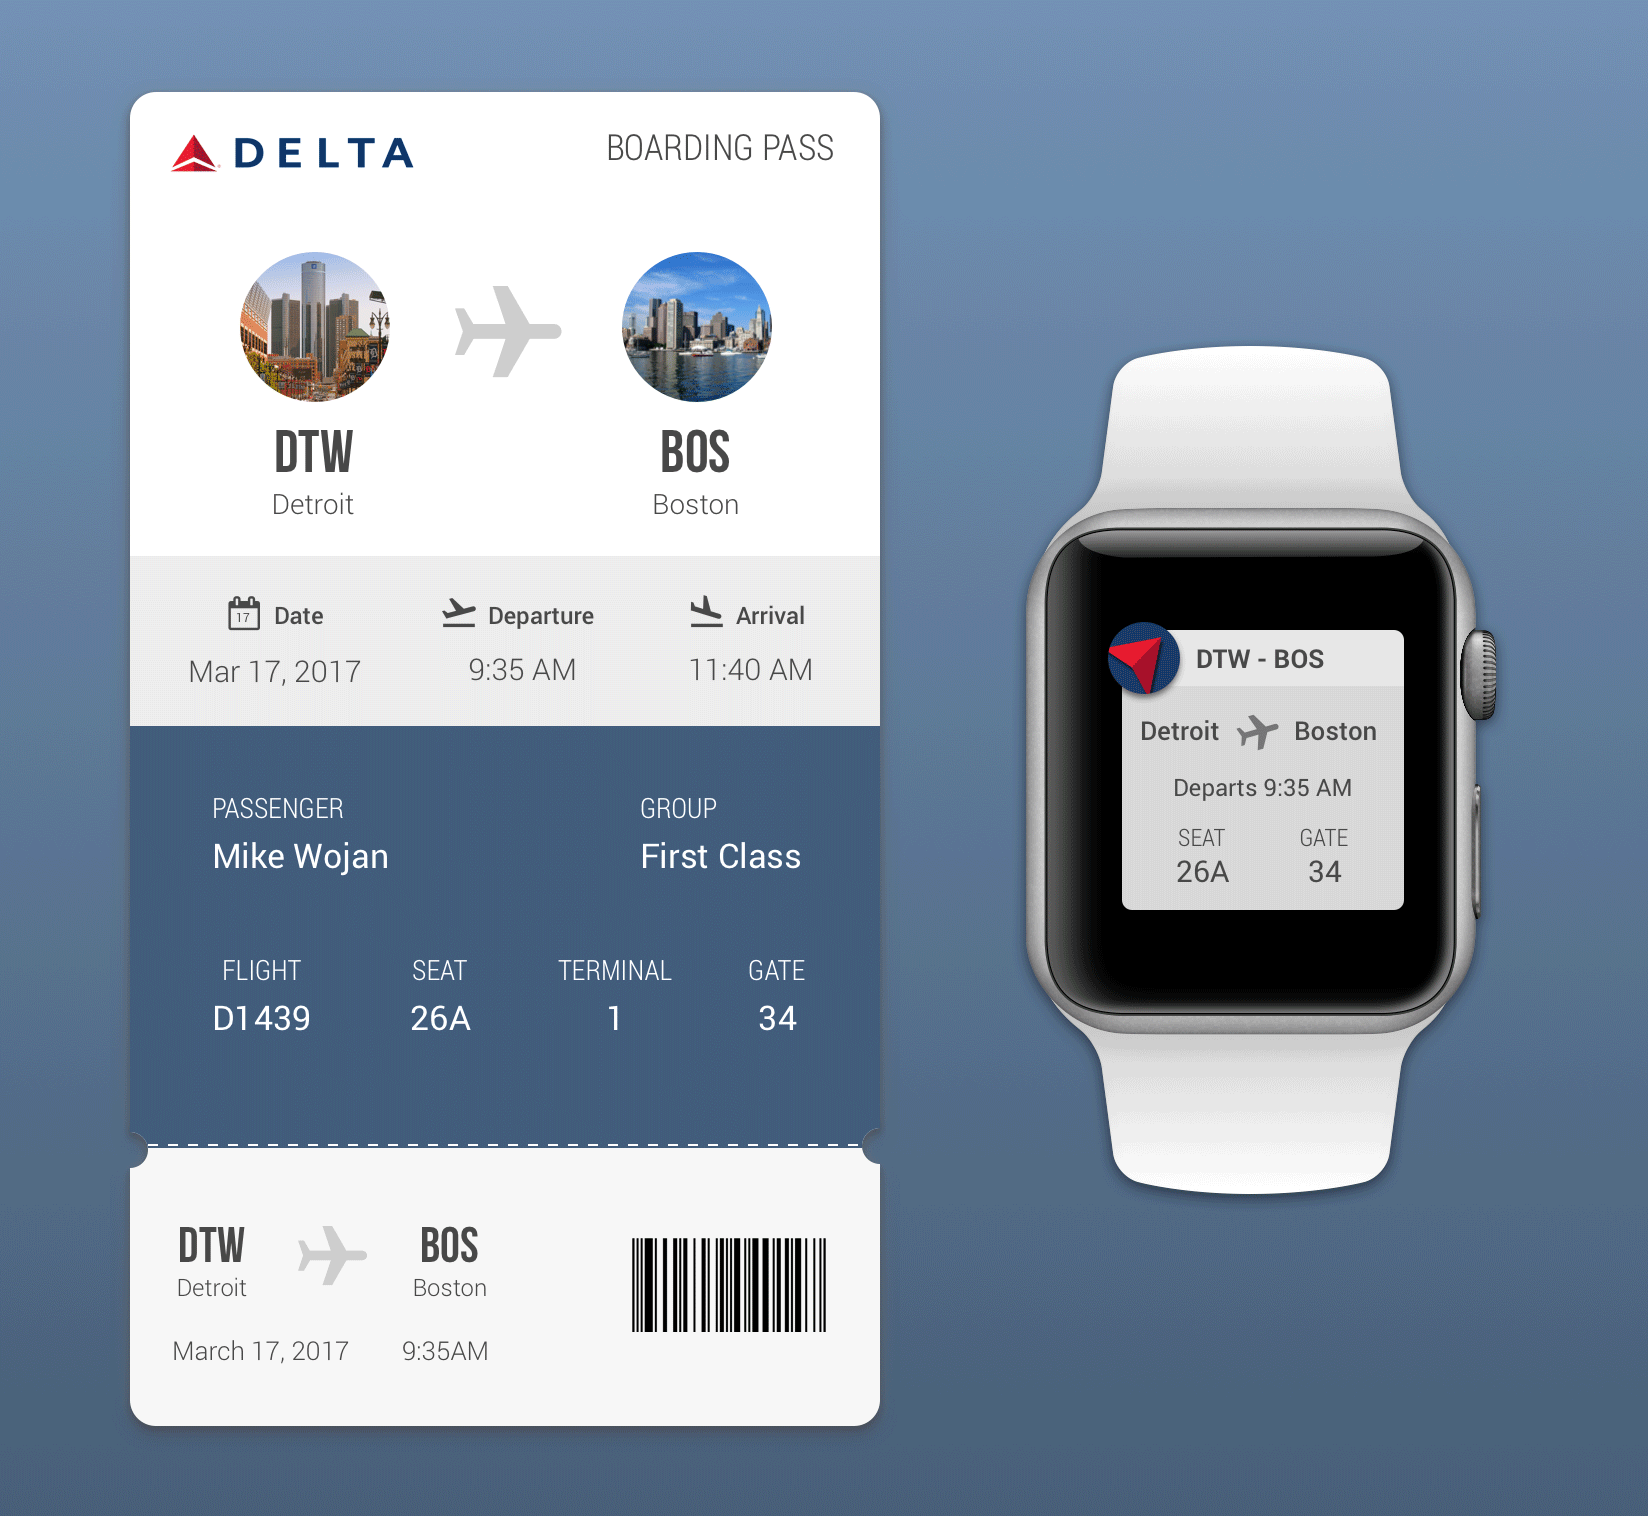 DELTA
BOARDING PASS
DTW
BOS
Detroit
Boston
17
Date
Departure
Arrival
Mar 17, 2017
9:35 AM
11:40 AM
PASSENGER
GROUP
Mike Wojan
First Class
FLIGHT
SEAT
TERMINAL
GATE
D1439
26A
1
34
DTW
BOS
Detroit
Boston
March 17, 2017
9:35AM
DTW - BOS
Detroit
Boston
Departs 9:35 AM
SEAT
GATE
26A
34